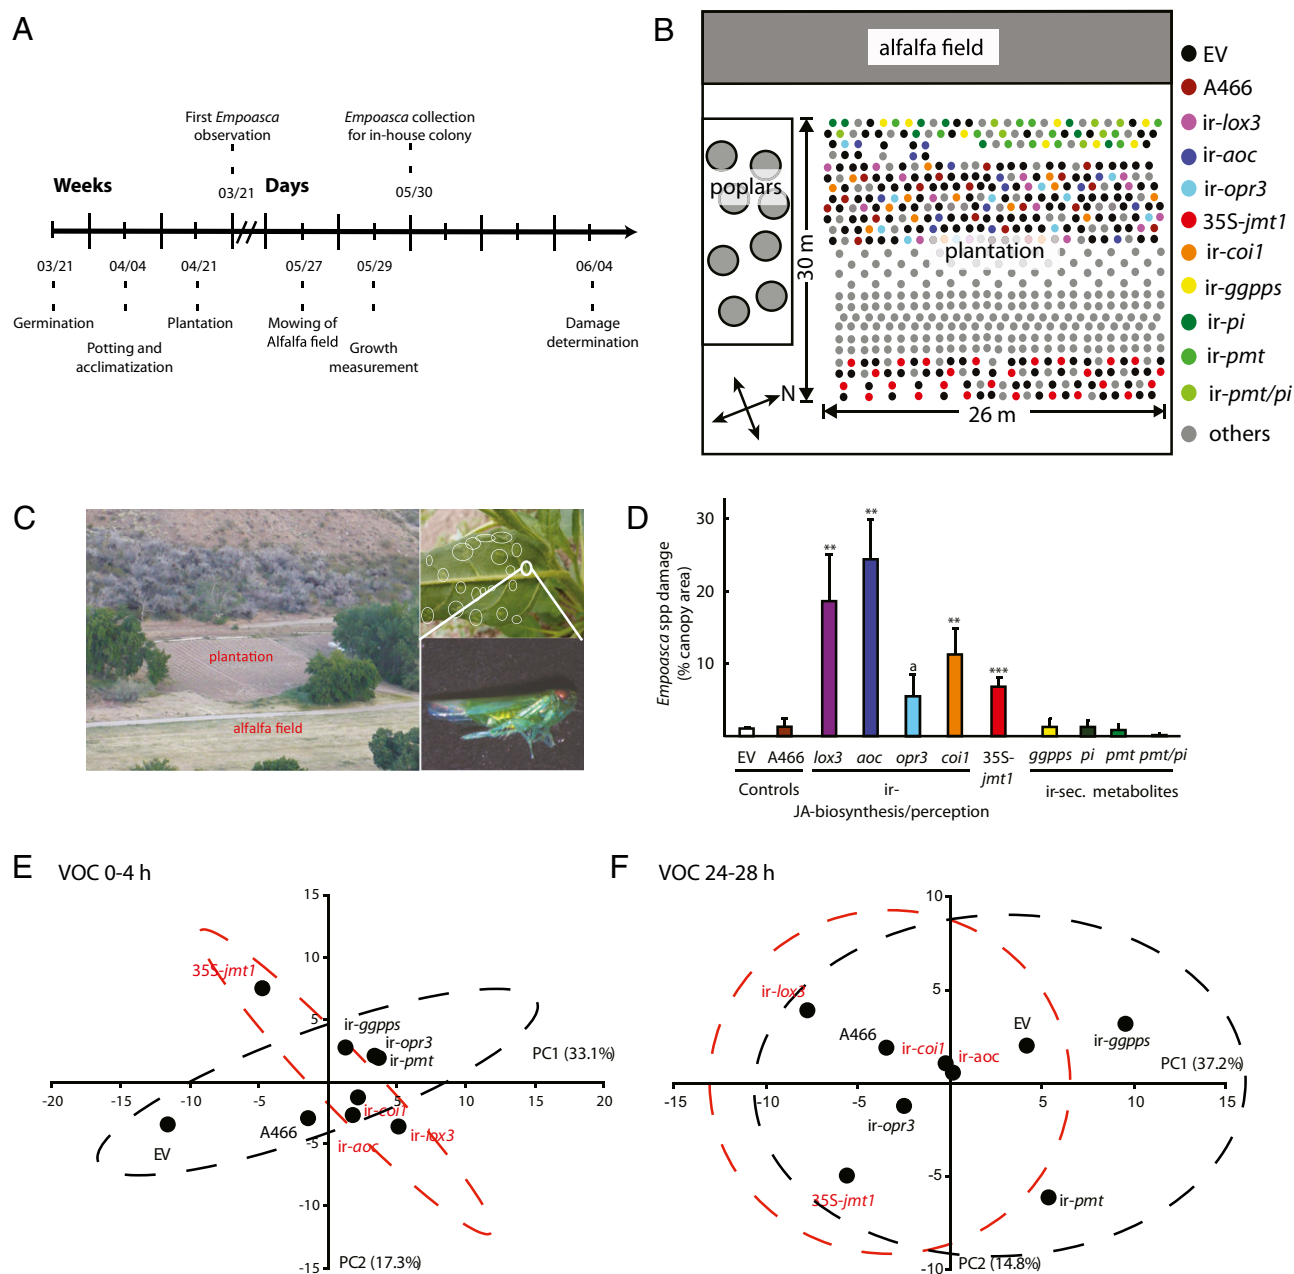 A
First Empoasca
observation
Empoasca collection
for in-house colony
Weeks
03/21
Days
05/30
03/21
04/04
04/21
05/27
05/29
06/04
Germination
Potting and
acclimatization
Plantation
Mowing of
Alfalfa field
Growth
measurement
Damage
determination
B
alfalfa field
poplars
30 m
plantation
N
26 m
EV
A466
ir-lox3
ir-aoc
ir-opr3
35S-jmt1
ir-coi1
ir-ggpps
ir-pi
ir-pmt
ir-pmt/pi
others
C
plantation
alfalfa field
D
Empoasca spp damage
(% canopy area)
30
20
10
**
**
a
**
***
EV
A466
lox3
aoc
opr3
coi1
35S-
jmt1
ggpps
pi
pmt
pmt/pi
Controls
ir-
JA-biosynthesis/perception
ir-sec. metabolites
E
VOC 0-4 h
15
10
5
-5
-10
-15
-20
-15
-10
-5
5
10
15
20
35S-jmt1
ir-ggpps
ir-opr3
ir-pmt
PC1 (33.1%)
ir-coi1
ir-lox3
ir-aoc
A466
EV
PC2 (17.3%)
F
VOC 24-28 h
10
5
-5
-10
-15
-10
-5
5
10
15
ir-lox3
A466
ir-coi1
ir-aoc
EV
ir-ggpps
PC1 (37.2%)
ir-opr3
35S-jmt1
ir-pmt
PC2 (14.8%)